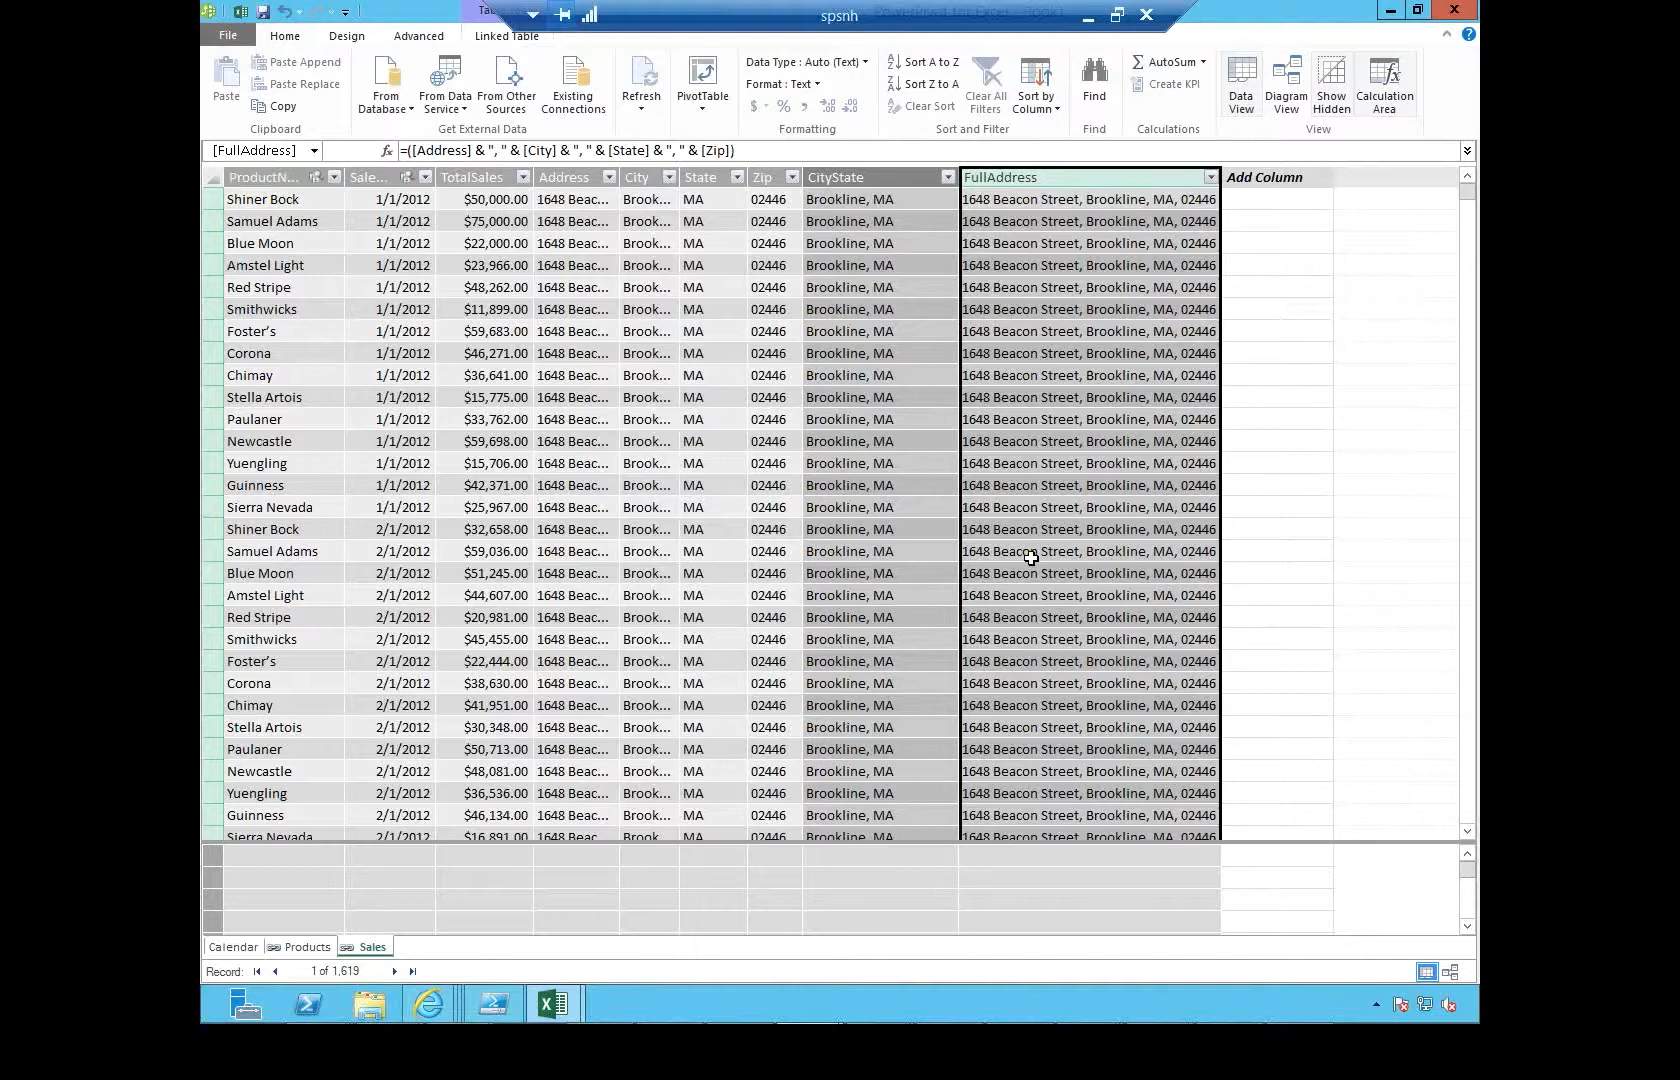 spsnh
File Home Design Advanced Linked Table
Paste Paste Append
Paste Replace
Copy
Clipboard
From Database From Data Service From Other Sources Existing Connections
Get External Data
Refresh
PivotTable
Data Type : Auto (Text)
Format : Text
$ % ,
Formatting
Sort A to Z
Sort Z to A
Clear Sort
Clear All Filters
Sort by Column
Sort and Filter
Find
Find
AutoSum
Create KPI
Calculations
Data View Diagram View Show Hidden Calculation Area
View
[FullAddress] fx =([Address] & ", " & [City] & ", " & [State] & ", " & [Zip])
ProductN... Sale... TotalSales Address City State Zip CityState FullAddress Add Column
Shiner Bock 1/1/2012 $50,000.00 1648 Beac... Brook... MA 02446 Brookline, MA 1648 Beacon Street, Brookline, MA, 02446
Samuel Adams 1/1/2012 $75,000.00 1648 Beac... Brook... MA 02446 Brookline, MA 1648 Beacon Street, Brookline, MA, 02446
Blue Moon 1/1/2012 $22,000.00 1648 Beac... Brook... MA 02446 Brookline, MA 1648 Beacon Street, Brookline, MA, 02446
Amstel Light 1/1/2012 $23,966.00 1648 Beac... Brook... MA 02446 Brookline, MA 1648 Beacon Street, Brookline, MA, 02446
Red Stripe 1/1/2012 $48,262.00 1648 Beac... Brook... MA 02446 Brookline, MA 1648 Beacon Street, Brookline, MA, 02446
Smithwicks 1/1/2012 $11,899.00 1648 Beac... Brook... MA 02446 Brookline, MA 1648 Beacon Street, Brookline, MA, 02446
Foster's 1/1/2012 $59,683.00 1648 Beac... Brook... MA 02446 Brookline, MA 1648 Beacon Street, Brookline, MA, 02446
Corona 1/1/2012 $46,271.00 1648 Beac... Brook... MA 02446 Brookline, MA 1648 Beacon Street, Brookline, MA, 02446
Chimay 1/1/2012 $36,641.00 1648 Beac... Brook... MA 02446 Brookline, MA 1648 Beacon Street, Brookline, MA, 02446
Stella Artois 1/1/2012 $15,775.00 1648 Beac... Brook... MA 02446 Brookline, MA 1648 Beacon Street, Brookline, MA, 02446
Paulaner 1/1/2012 $33,762.00 1648 Beac... Brook... MA 02446 Brookline, MA 1648 Beacon Street, Brookline, MA, 02446
Newcastle 1/1/2012 $59,698.00 1648 Beac... Brook... MA 02446 Brookline, MA 1648 Beacon Street, Brookline, MA, 02446
Yuengling 1/1/2012 $15,706.00 1648 Beac... Brook... MA 02446 Brookline, MA 1648 Beacon Street, Brookline, MA, 02446
Guinness 1/1/2012 $42,371.00 1648 Beac... Brook... MA 02446 Brookline, MA 1648 Beacon Street, Brookline, MA, 02446
Sierra Nevada 1/1/2012 $25,967.00 1648 Beac... Brook... MA 02446 Brookline, MA 1648 Beacon Street, Brookline, MA, 02446
Shiner Bock 2/1/2012 $32,658.00 1648 Beac... Brook... MA 02446 Brookline, MA 1648 Beacon Street, Brookline, MA, 02446
Samuel Adams 2/1/2012 $59,036.00 1648 Beac... Brook... MA 02446 Brookline, MA 1648 Beacon Street, Brookline, MA, 02446
Blue Moon 2/1/2012 $51,245.00 1648 Beac... Brook... MA 02446 Brookline, MA 1648 Beacon Street, Brookline, MA, 02446
Amstel Light 2/1/2012 $44,607.00 1648 Beac... Brook... MA 02446 Brookline, MA 1648 Beacon Street, Brookline, MA, 02446
Red Stripe 2/1/2012 $20,981.00 1648 Beac... Brook... MA 02446 Brookline, MA 1648 Beacon Street, Brookline, MA, 02446
Smithwicks 2/1/2012 $45,455.00 1648 Beac... Brook... MA 02446 Brookline, MA 1648 Beacon Street, Brookline, MA, 02446
Foster's 2/1/2012 $22,444.00 1648 Beac... Brook... MA 02446 Brookline, MA 1648 Beacon Street, Brookline, MA, 02446
Corona 2/1/2012 $38,630.00 1648 Beac... Brook... MA 02446 Brookline, MA 1648 Beacon Street, Brookline, MA, 02446
Chimay 2/1/2012 $41,951.00 1648 Beac... Brook... MA 02446 Brookline, MA 1648 Beacon Street, Brookline, MA, 02446
Stella Artois 2/1/2012 $30,348.00 1648 Beac... Brook... MA 02446 Brookline, MA 1648 Beacon Street, Brookline, MA, 02446
Paulaner 2/1/2012 $50,713.00 1648 Beac... Brook... MA 02446 Brookline, MA 1648 Beacon Street, Brookline, MA, 02446
Newcastle 2/1/2012 $48,081.00 1648 Beac... Brook... MA 02446 Brookline, MA 1648 Beacon Street, Brookline, MA, 02446
Yuengling 2/1/2012 $36,536.00 1648 Beac... Brook... MA 02446 Brookline, MA 1648 Beacon Street, Brookline, MA, 02446
Guinness 2/1/2012 $46,134.00 1648 Beac... Brook... MA 02446 Brookline, MA 1648 Beacon Street, Brookline, MA, 02446
Sierra Nevada 2/1/2012 $16,891.00 1648 Beac Brook MA 02446 Brookline, MA 1648 Beacon Street, Brookline, MA, 02446
Calendar Products Sales
Record: 1 of 1,619